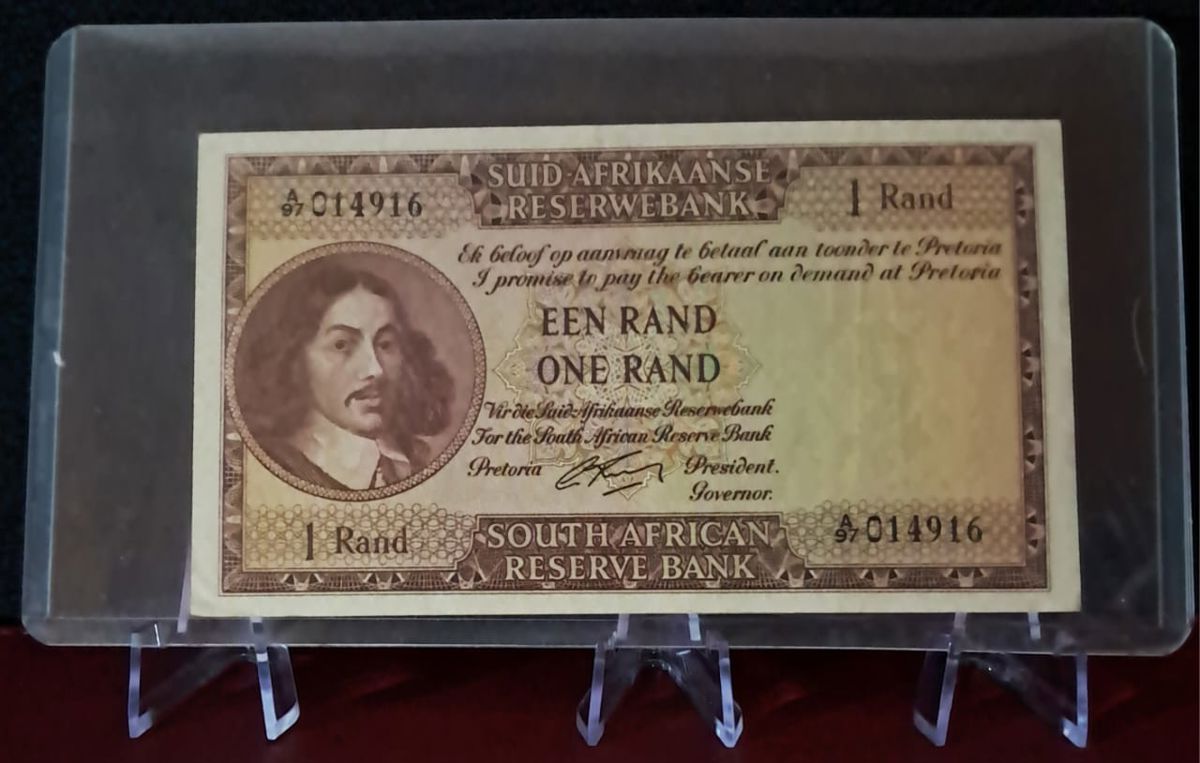 SUID-AFRIKAANSE
RESERWEBANK
A/97 014916
1 Rand
Ek beloof op aanvraag te betaal aan toonder te Pretoria
I promise to pay the bearer on demand at Pretoria
EEN RAND
ONE RAND
Vir die Suid-Afrikaanse Reserwebank
For the South African Reserve Bank
Pretoria President.
Governor.
1 Rand
SOUTH AFRICAN
RESERVE BANK
A/97 014916